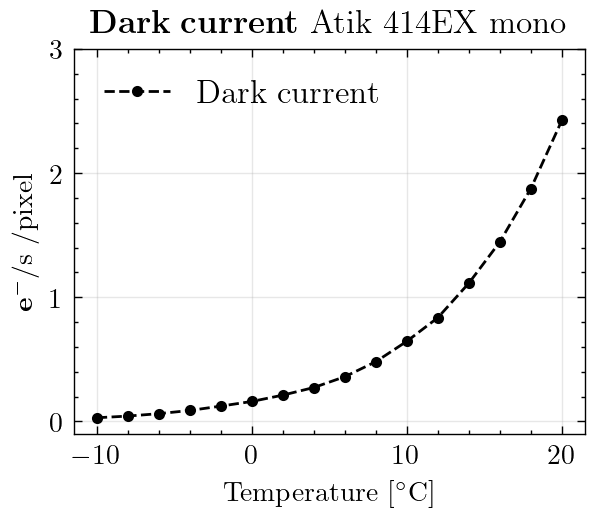 Dark current Atik 414EX mono
3
Dark current
2
e⁻/s /pixel
1
0
−10 0 10 20
Temperature [°C]